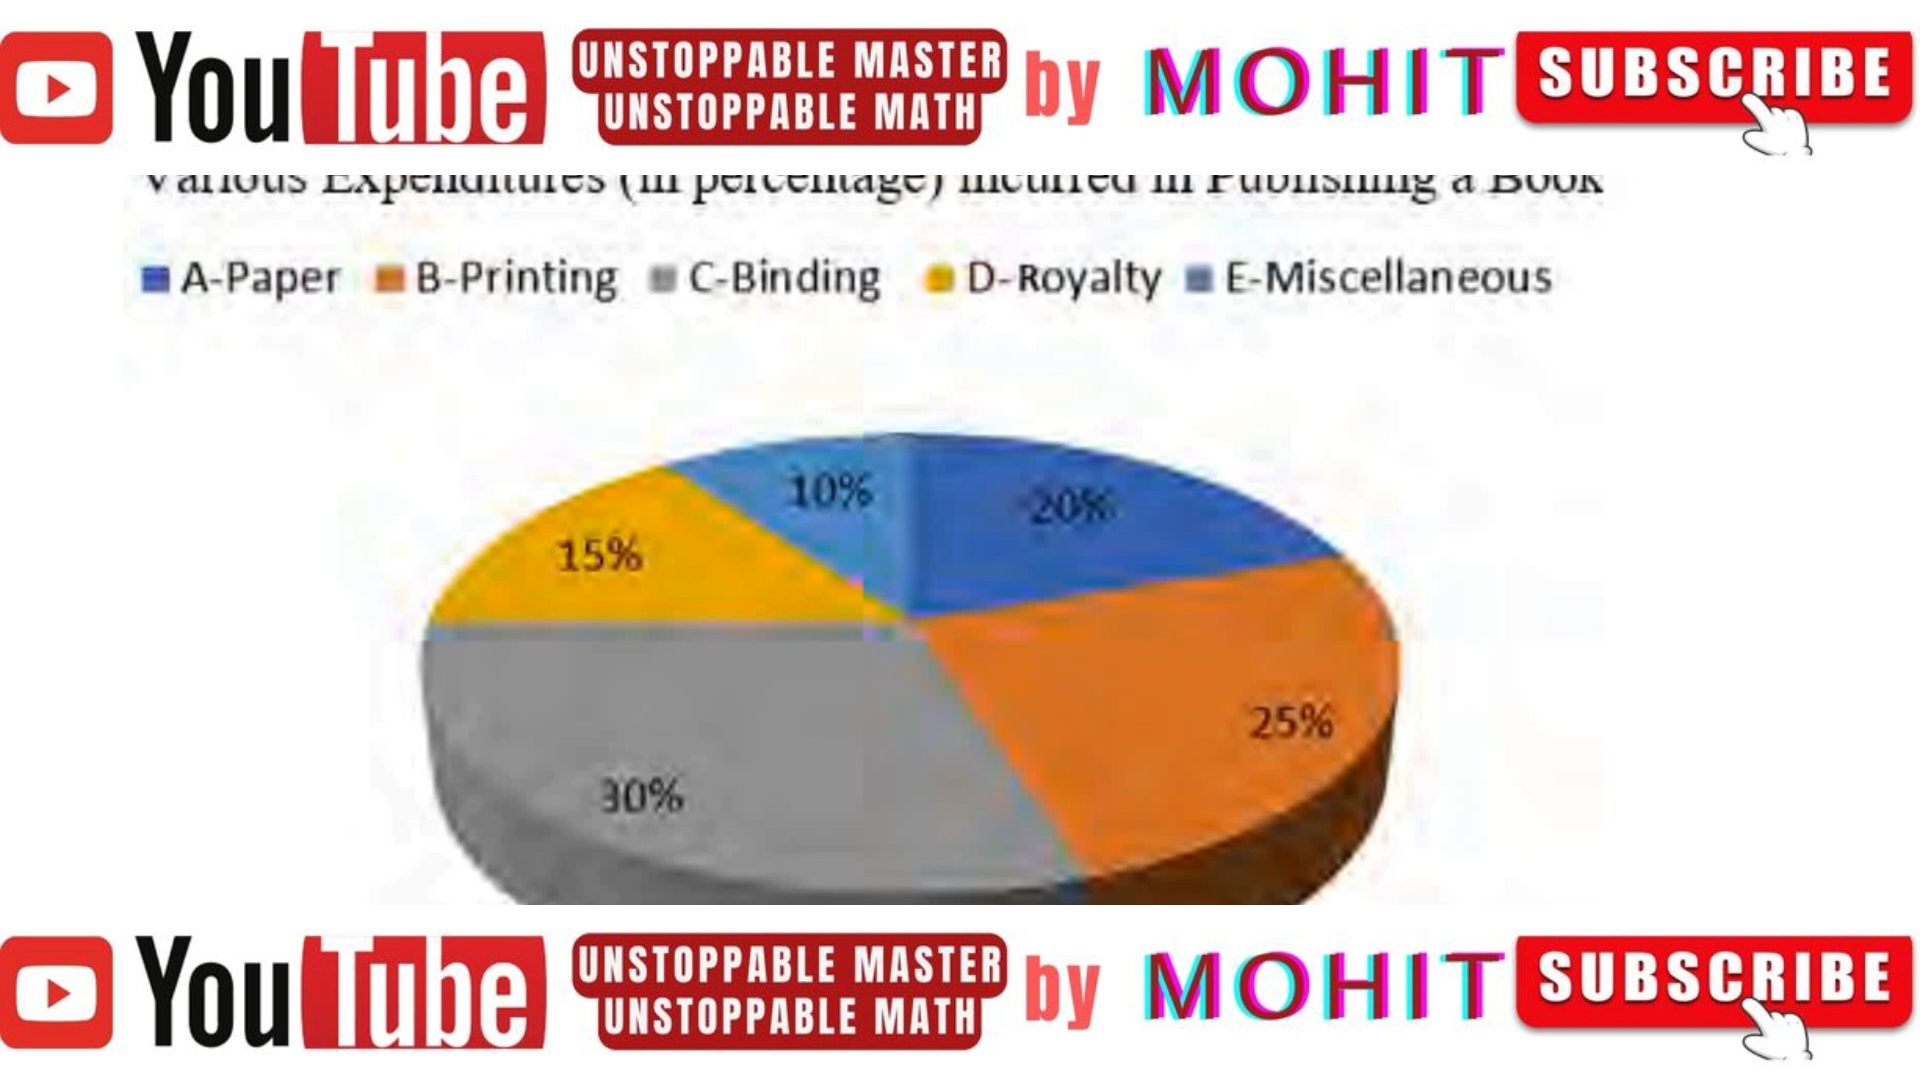 YouTube UNSTOPPABLE MASTER by MOHIT SUBSCRIBE
UNSTOPPABLE MATH
Various Expenditures (in percentage) incurred in Publishing a Book
A-Paper B-Printing C-Binding D-Royalty E-Miscellaneous
10% 20%
15%
25%
30%
YouTube UNSTOPPABLE MASTER by MOHIT SUBSCRIBE
UNSTOPPABLE MATH